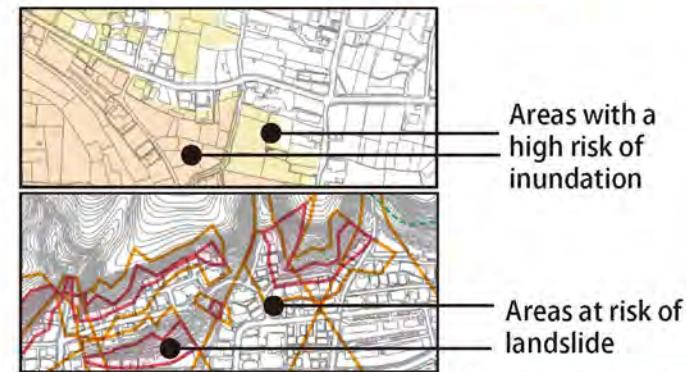 Areas with a
high risk of
inundation
Areas at risk of
landslide